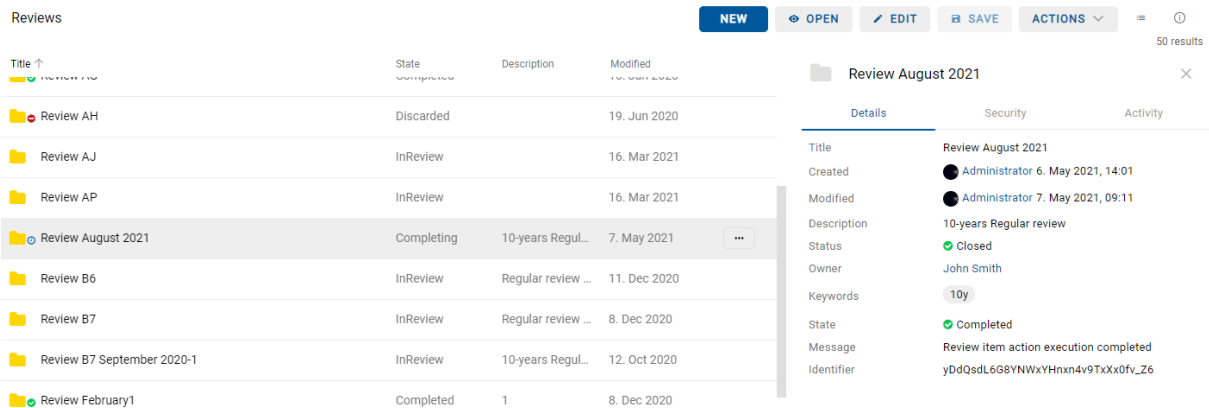 Reviews
NEW
OPEN
EDIT
SAVE
ACTIONS
50 results
Title
State
Description
Modified
Review AH
Discarded
19. Jun 2020
Review AJ
InReview
16. Mar 2021
Review AP
InReview
16. Mar 2021
Review August 2021
Completing
10-years Regul...
7. May 2021
Review B6
InReview
Regular review ...
11. Dec 2020
Review B7
InReview
Regular review ...
8. Dec 2020
Review B7 September 2020-1
InReview
10-years Regul...
12. Oct 2020
Review February1
Completed
1
8. Dec 2020
Review August 2021
Details
Security
Activity
Title
Review August 2021
Created
Administrator 6. May 2021, 14:01
Modified
Administrator 7. May 2021, 09:11
Description
10-years Regular review
Status
Closed
Owner
John Smith
Keywords
10y
State
Completed
Message
Review item action execution completed
Identifier
yDdQsdL6G8YNWxYHnxn4v9TxXx0fv_Z6